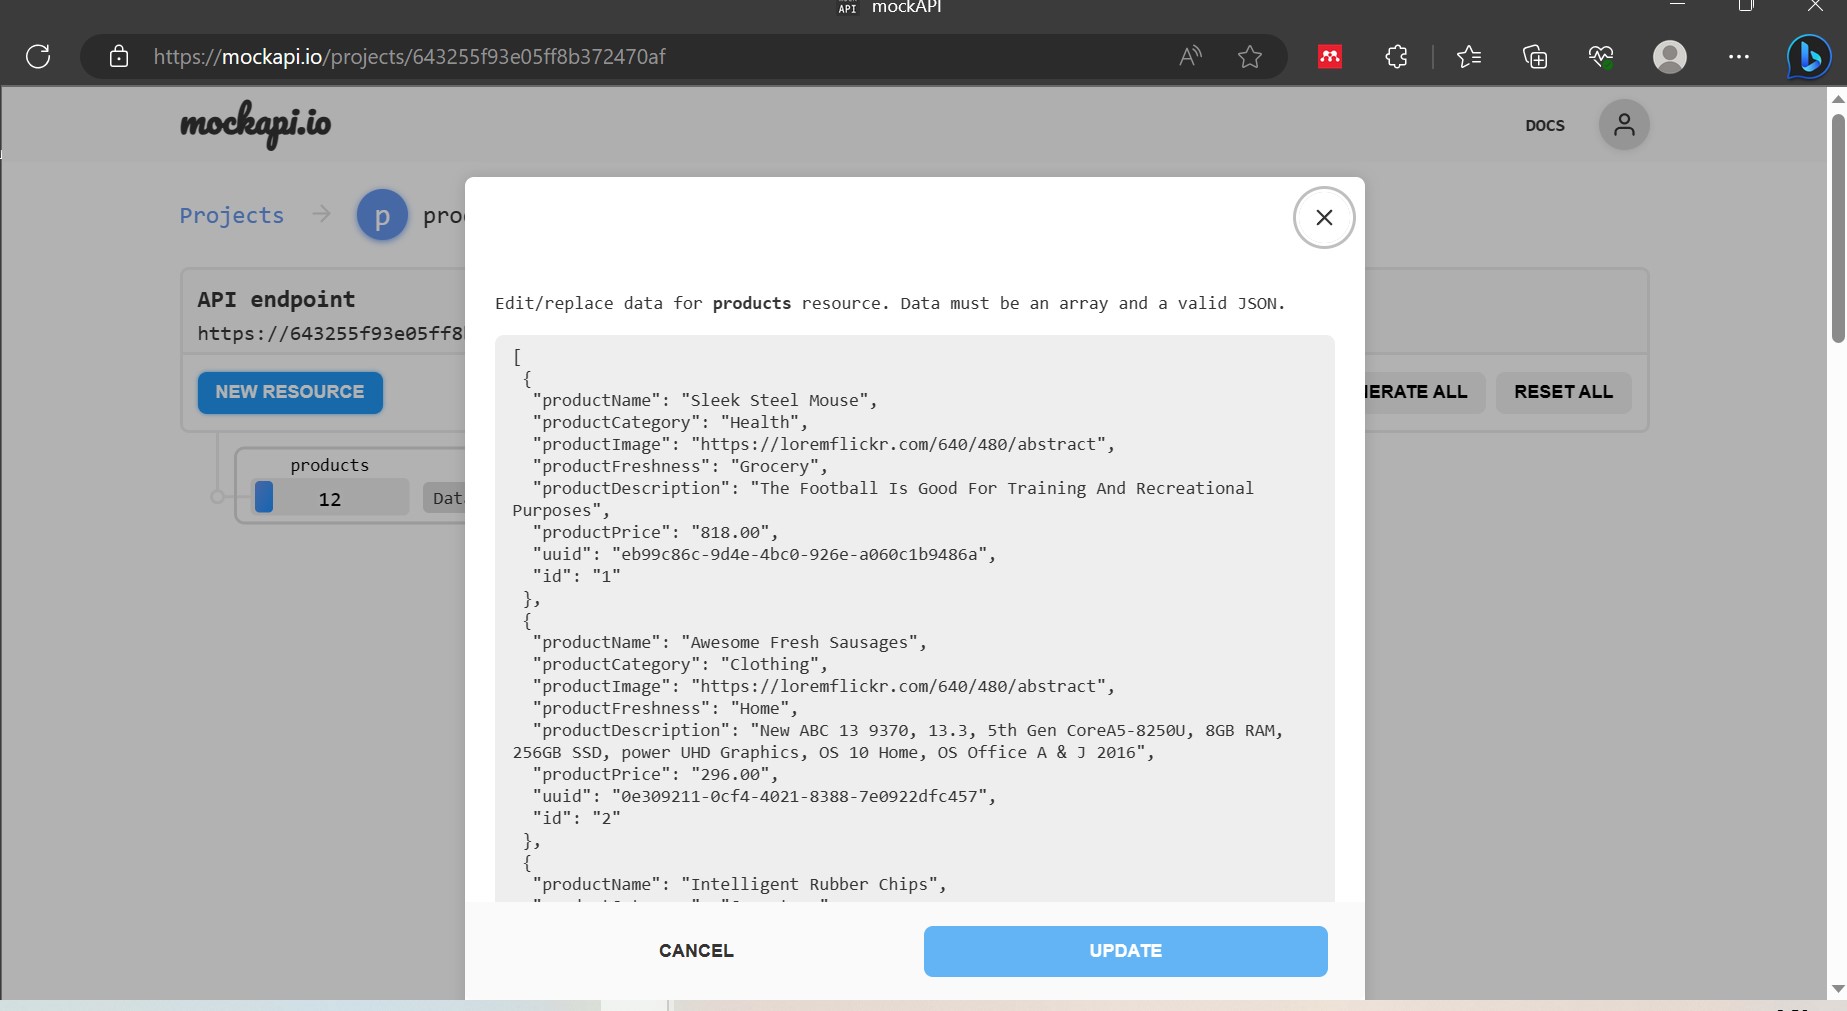 API mockAPI
https://mockapi.io/projects/643255f93e05ff8b372470af
mockapi.io
DOCS
Projects → p
API endpoint
https://643255f93e05ff8
NEW RESOURCE
ERATE ALL
RESET ALL
products
12
Edit/replace data for products resource. Data must be an array and a valid JSON.
[
{
"productName": "Sleek Steel Mouse",
"productCategory": "Health",
"productImage": "https://loremflickr.com/640/480/abstract",
"productFreshness": "Grocery",
"productDescription": "The Football Is Good For Training And Recreational
Purposes",
"productPrice": "818.00",
"uuid": "eb99c86c-9d4e-4bc0-926e-a060c1b9486a",
"id": "1"
},
{
"productName": "Awesome Fresh Sausages",
"productCategory": "Clothing",
"productImage": "https://loremflickr.com/640/480/abstract",
"productFreshness": "Home",
"productDescription": "New ABC 13 9370, 13.3, 5th Gen CoreA5-8250U, 8GB RAM,
256GB SSD, power UHD Graphics, OS 10 Home, OS Office A & J 2016",
"productPrice": "296.00",
"uuid": "0e309211-0cf4-4021-8388-7e0922dfc457",
"id": "2"
},
{
"productName": "Intelligent Rubber Chips",
CANCEL
UPDATE